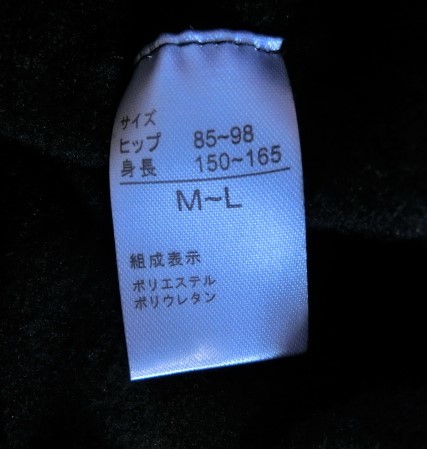 サイズ
ヒップ 85~98
身長 150~165
M~L
組成表示
ポリエステル
ポリウレタン